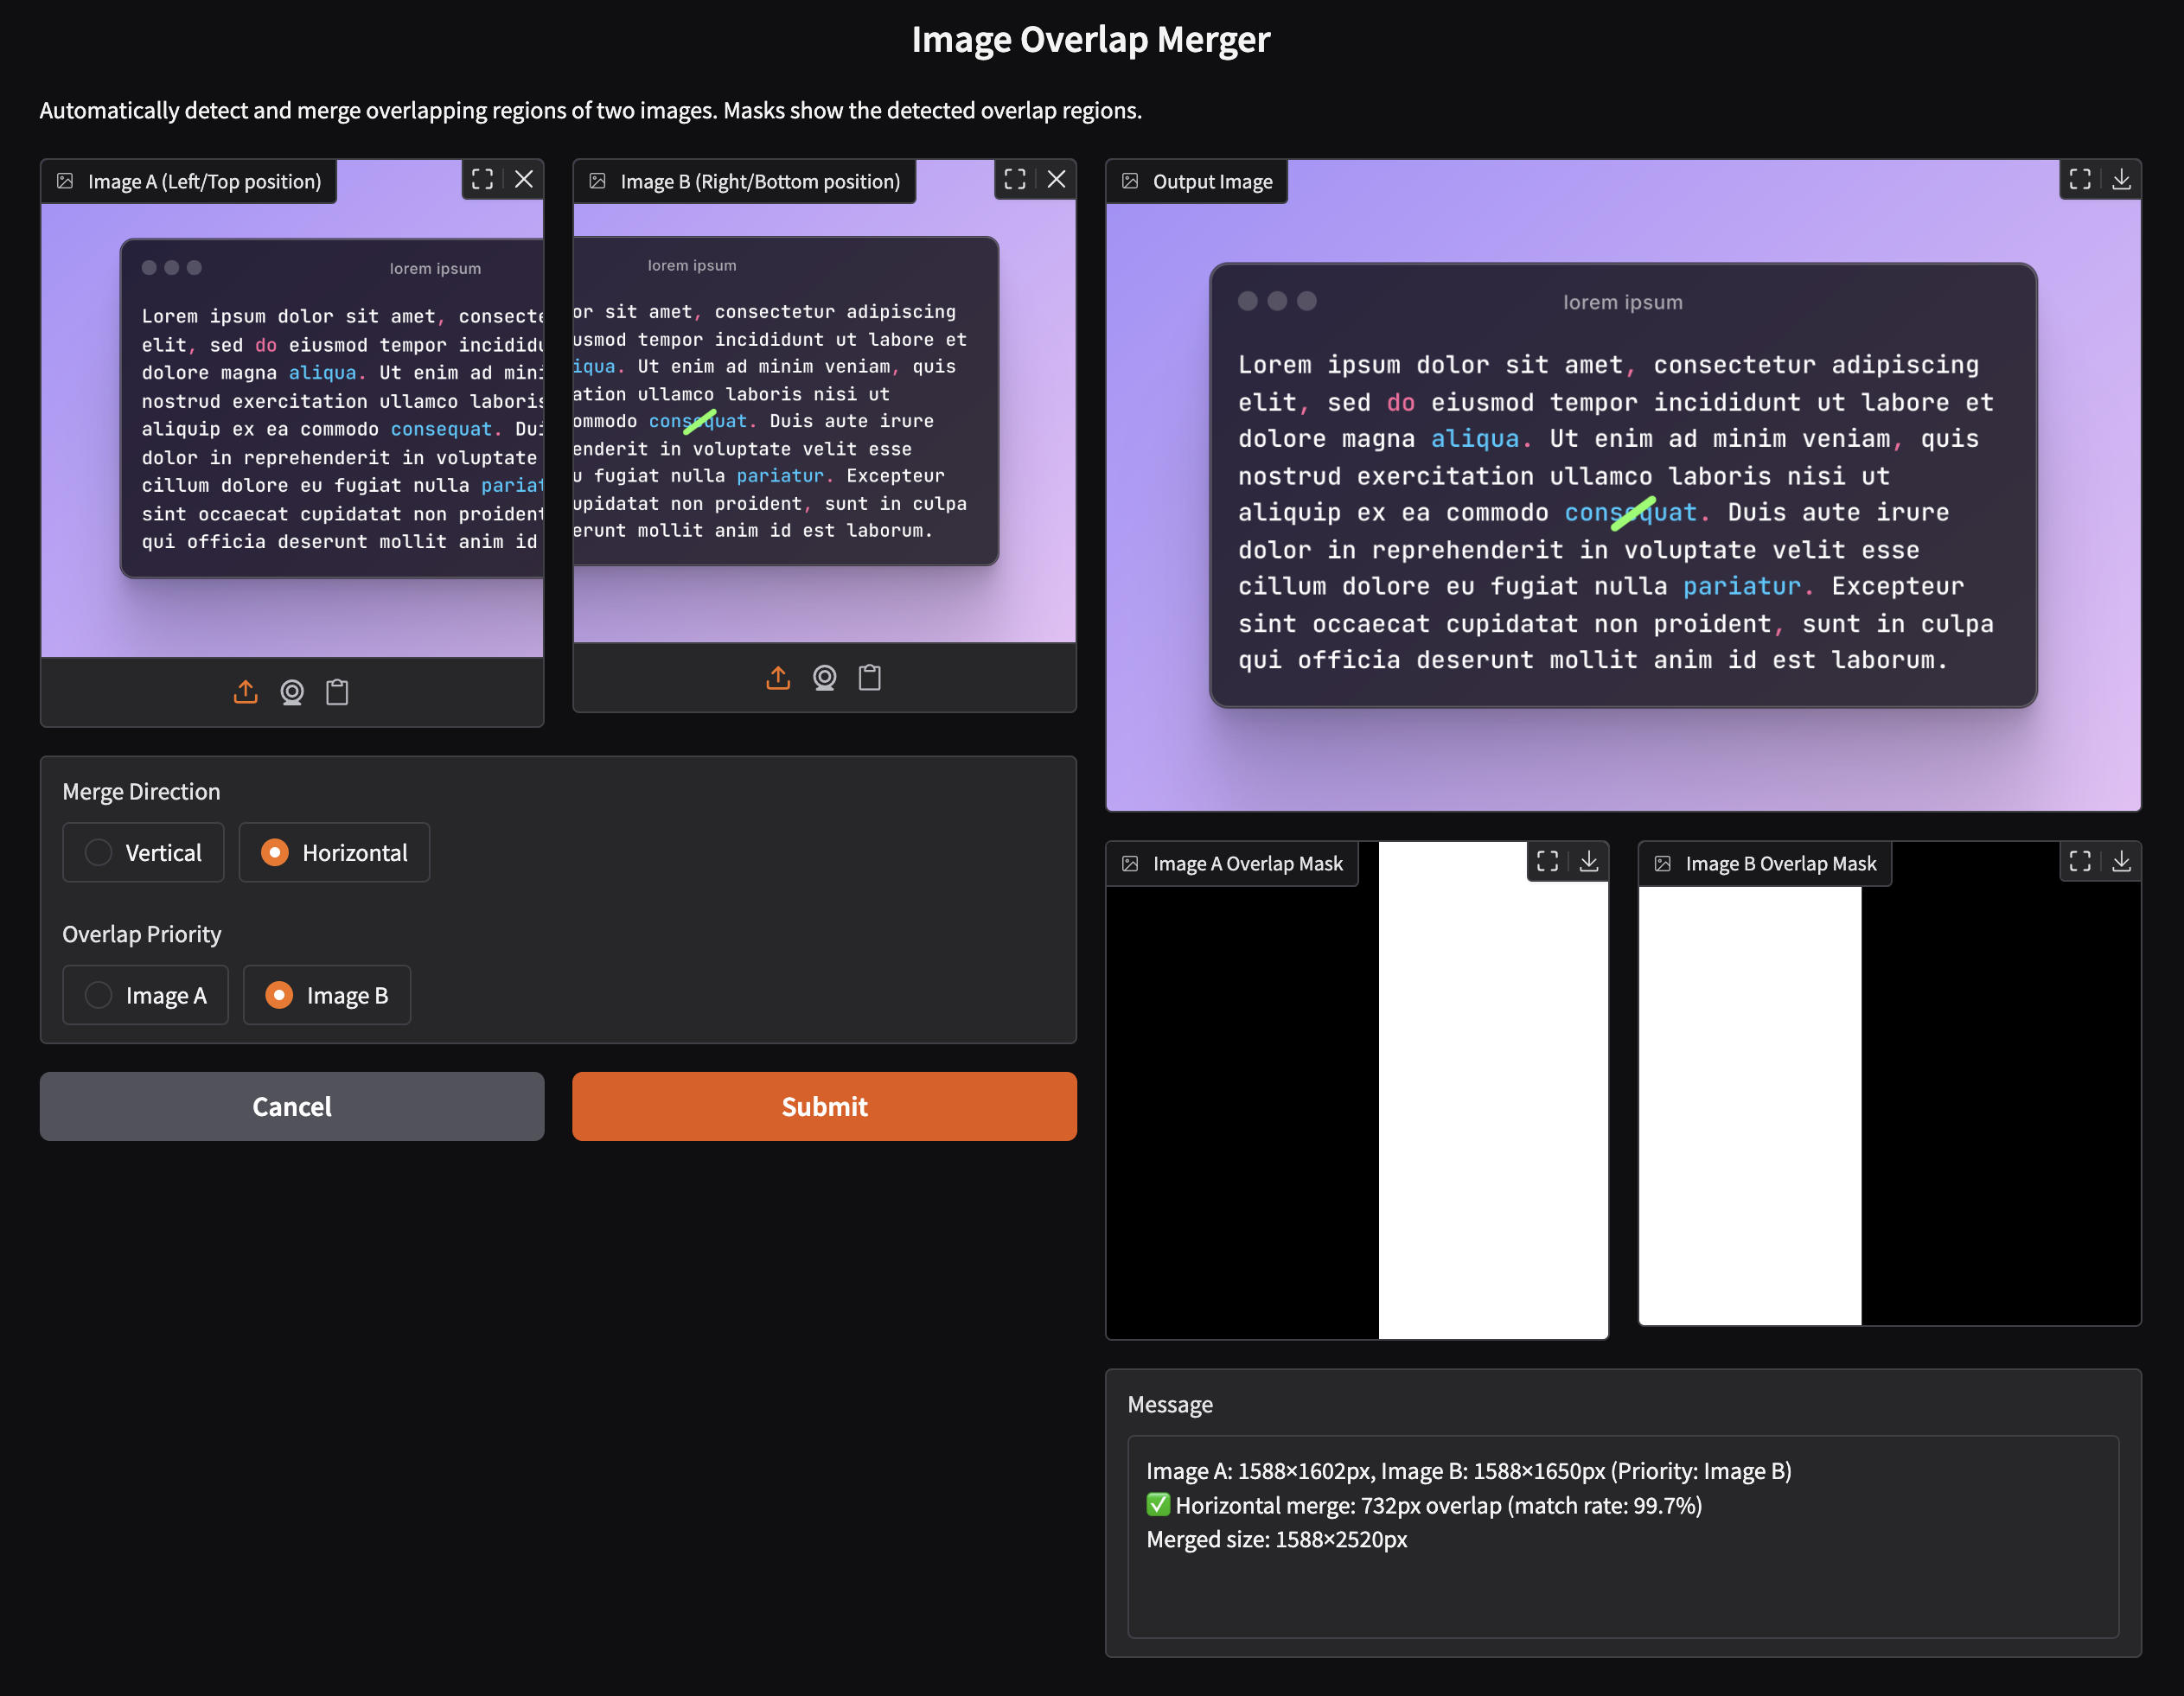 Image Overlap Merger
Automatically detect and merge overlapping regions of two images. Masks show the detected overlap regions.
Image A (Left/Top position)
lorem ipsum
Lorem ipsum dolor sit amet, consecte
elit, sed do eiusmod tempor incididu
dolore magna aliqua. Ut enim ad mini
nostrud exercitation ullamco laboris
aliquip ex ea commodo consequat. Dui
dolor in reprehenderit in voluptate
cillum dolore eu fugiat nulla pariat
sint occaecat cupidatat non proident
qui officia deserunt mollit anim id
Image B (Right/Bottom position)
lorem ipsum
or sit amet, consectetur adipiscing
usmod tempor incididunt ut labore et
iqua. Ut enim ad minim veniam, quis
ation ullamco laboris nisi ut
ommodo consequat. Duis aute irure
enderit in voluptate velit esse
u fugiat nulla pariatur. Excepteur
upidatat non proident, sunt in culpa
erunt mollit anim id est laborum.
Merge Direction
Vertical Horizontal
Overlap Priority
Image A Image B
Cancel Submit
Output Image
lorem ipsum
Lorem ipsum dolor sit amet, consectetur adipiscing
elit, sed do eiusmod tempor incididunt ut labore et
dolore magna aliqua. Ut enim ad minim veniam, quis
nostrud exercitation ullamco laboris nisi ut
aliquip ex ea commodo consequat. Duis aute irure
dolor in reprehenderit in voluptate velit esse
cillum dolore eu fugiat nulla pariatur. Excepteur
sint occaecat cupidatat non proident, sunt in culpa
qui officia deserunt mollit anim id est laborum.
Image A Overlap Mask
Image B Overlap Mask
Message
Image A: 1588×1602px, Image B: 1588×1650px (Priority: Image B)
✅ Horizontal merge: 732px overlap (match rate: 99.7%)
Merged size: 1588×2520px